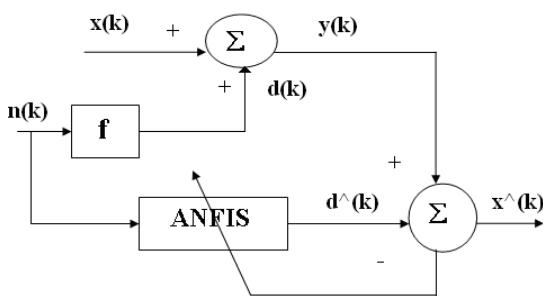 x(k) + Σ y(k)
+ d(k)
n(k)
f
+
ANFIS d^(k) Σ x^(k)
-